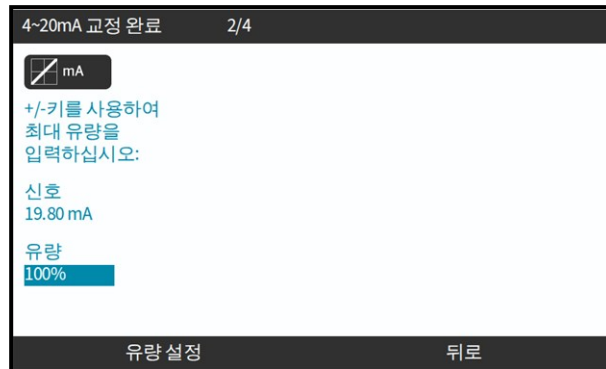 4~20mA 교정 완료 2/4
mA
+/-키를 사용하여
최대 유량을
입력하십시오:
신호
19.80 mA
유량
100%
유량 설정 뒤로